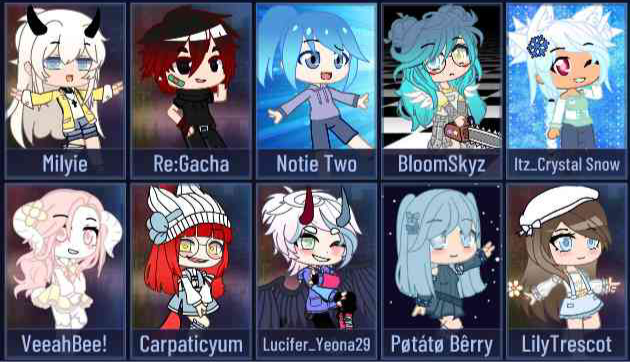 Milyie
Re:Gacha
Notie Two
BloomSkyz
Itz_Crystal Snow
VeeahBee!
Carpaticyum
Lucifer_Yeona29
Pøtátø Bêrry
LilyTrescot